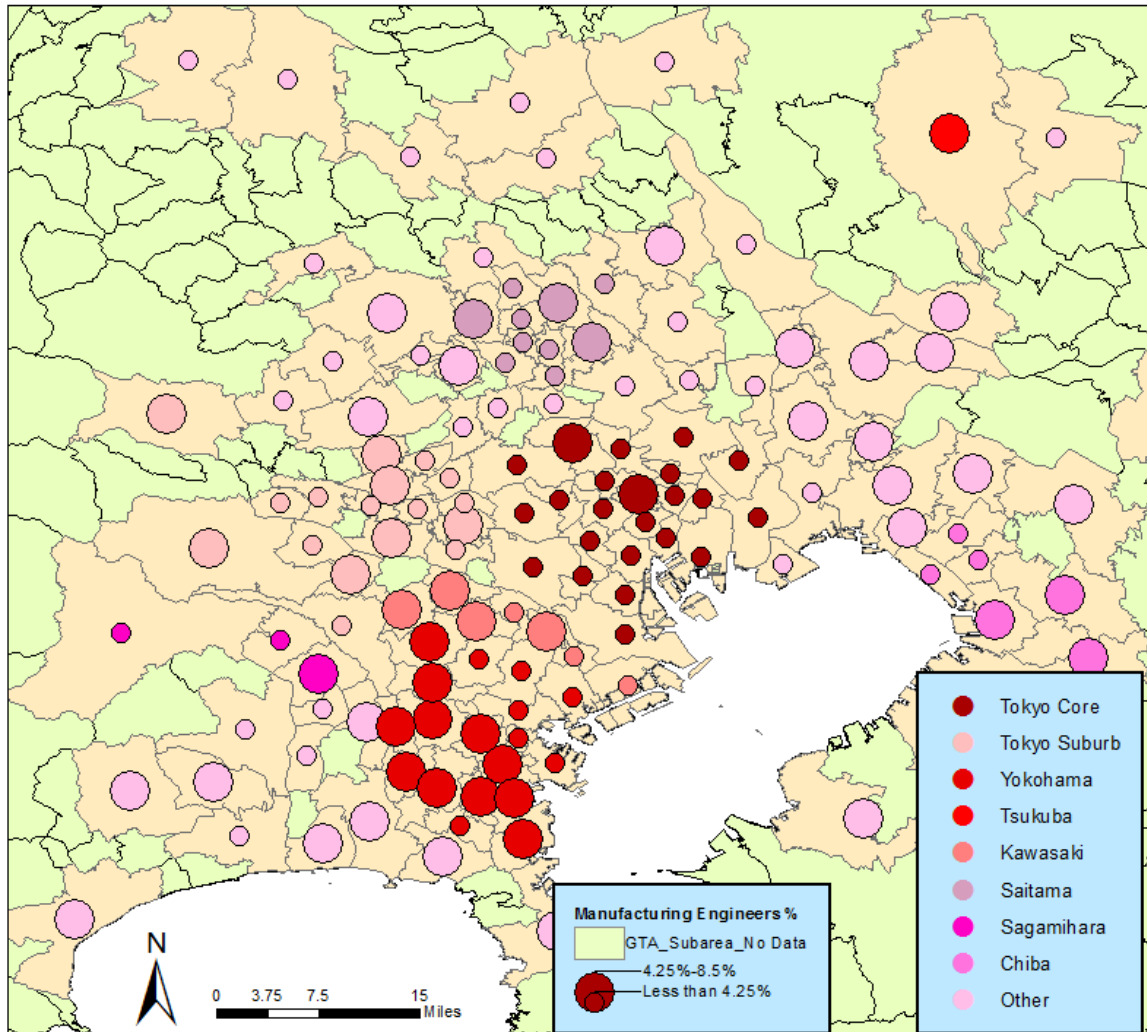 N
0 3.75 7.5 15
Miles
Manufacturing Engineers %
GTA_Subarea_No Data
4.25%-8.5%
Less than 4.25%
Tokyo Core
Tokyo Suburb
Yokohama
Tsukuba
Kawasaki
Saitama
Sagamihara
Chiba
Other